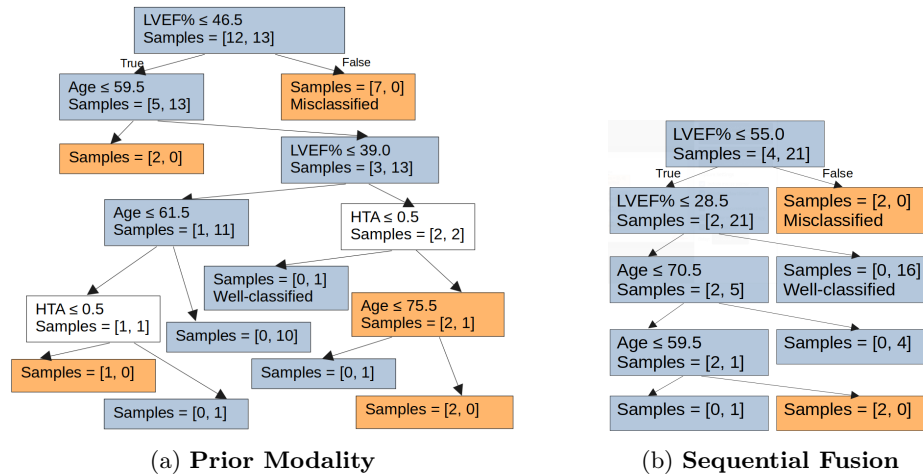 LVEF% ≤ 46.5
Samples = [12, 13]
True
False
Age ≤ 59.5
Samples = [5, 13]
Samples = [7, 0]
Misclassified
Samples = [2, 0]
LVEF% ≤ 39.0
Samples = [3, 13]
Age ≤ 61.5
Samples = [1, 11]
HTA ≤ 0.5
Samples = [2, 2]
Samples = [0, 1]
Well-classified
HTA ≤ 0.5
Samples = [1, 1]
Samples = [0, 10]
Age ≤ 75.5
Samples = [2, 1]
Samples = [1, 0]
Samples = [0, 1]
Samples = [0, 1]
Samples = [2, 0]
(a) Prior Modality
LVEF% ≤ 55.0
Samples = [4, 21]
True
False
LVEF% ≤ 28.5
Samples = [2, 21]
Samples = [2, 0]
Misclassified
Age ≤ 70.5
Samples = [2, 5]
Samples = [0, 16]
Well-classified
Age ≤ 59.5
Samples = [2, 1]
Samples = [0, 4]
Samples = [0, 1]
Samples = [2, 0]
(b) Sequential Fusion